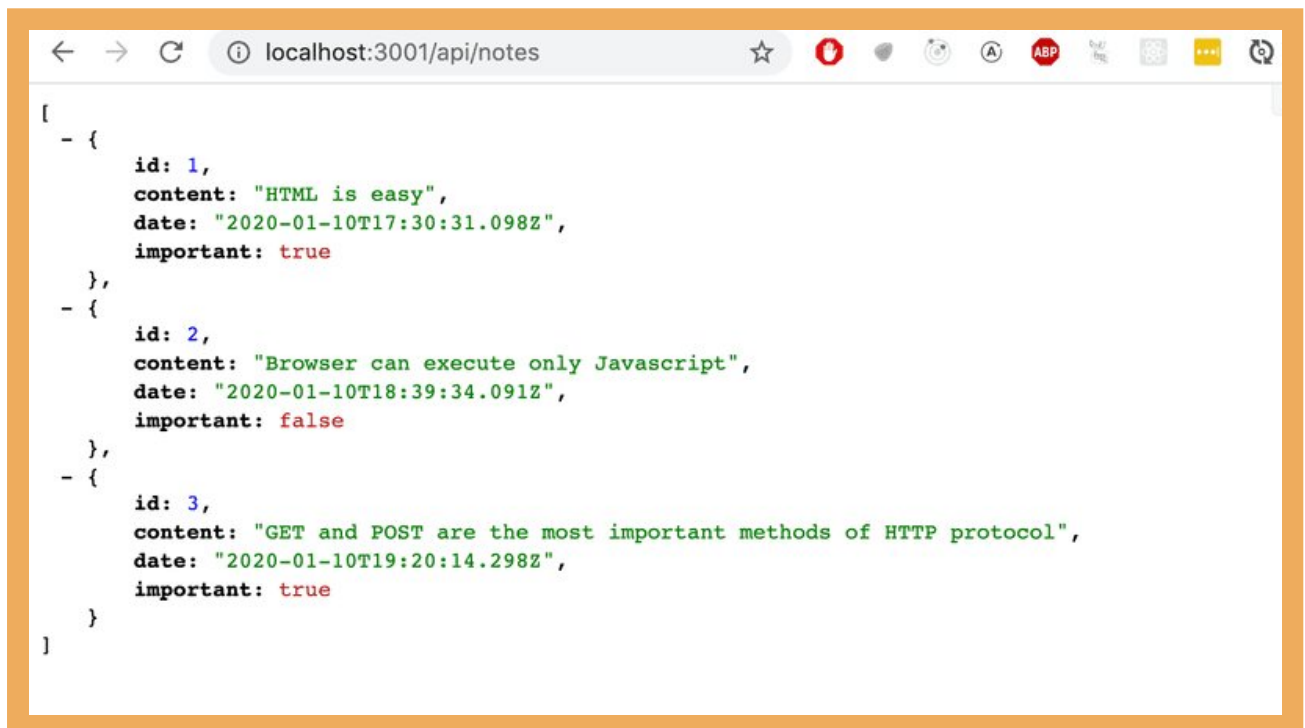 localhost:3001/api/notes
A
ABP
[
- {
id: 1,
content: "HTML is easy",
date: "2020-01-10T17:30:31.098Z",
important: true
},
- {
id: 2,
content: "Browser can execute only Javascript",
date: "2020-01-10T18:39:34.091Z",
important: false
},
- {
id: 3,
content: "GET and POST are the most important methods of HTTP protocol",
date: "2020-01-10T19:20:14.298Z",
important: true
}
]